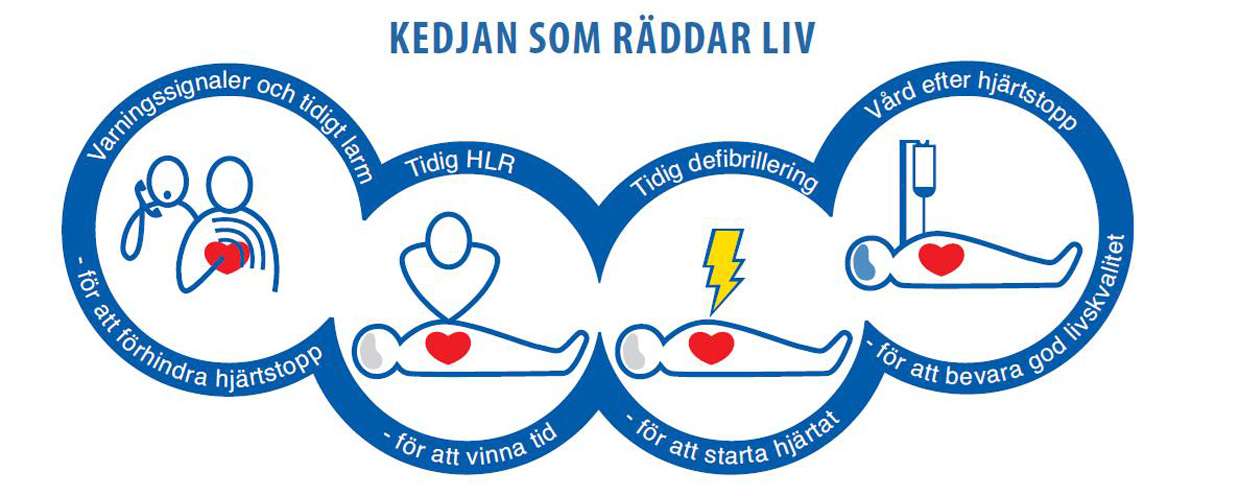 KEDJAN SOM RÄDDAR LIV
Varningssignaler och tidigt larm
- för att förhindra hjärtstopp
Tidig HLR
- för att vinna tid
Tidig defibrillering
- för att starta hjärtat
Vård efter hjärtstopp
- för att bevara god livskvalitet